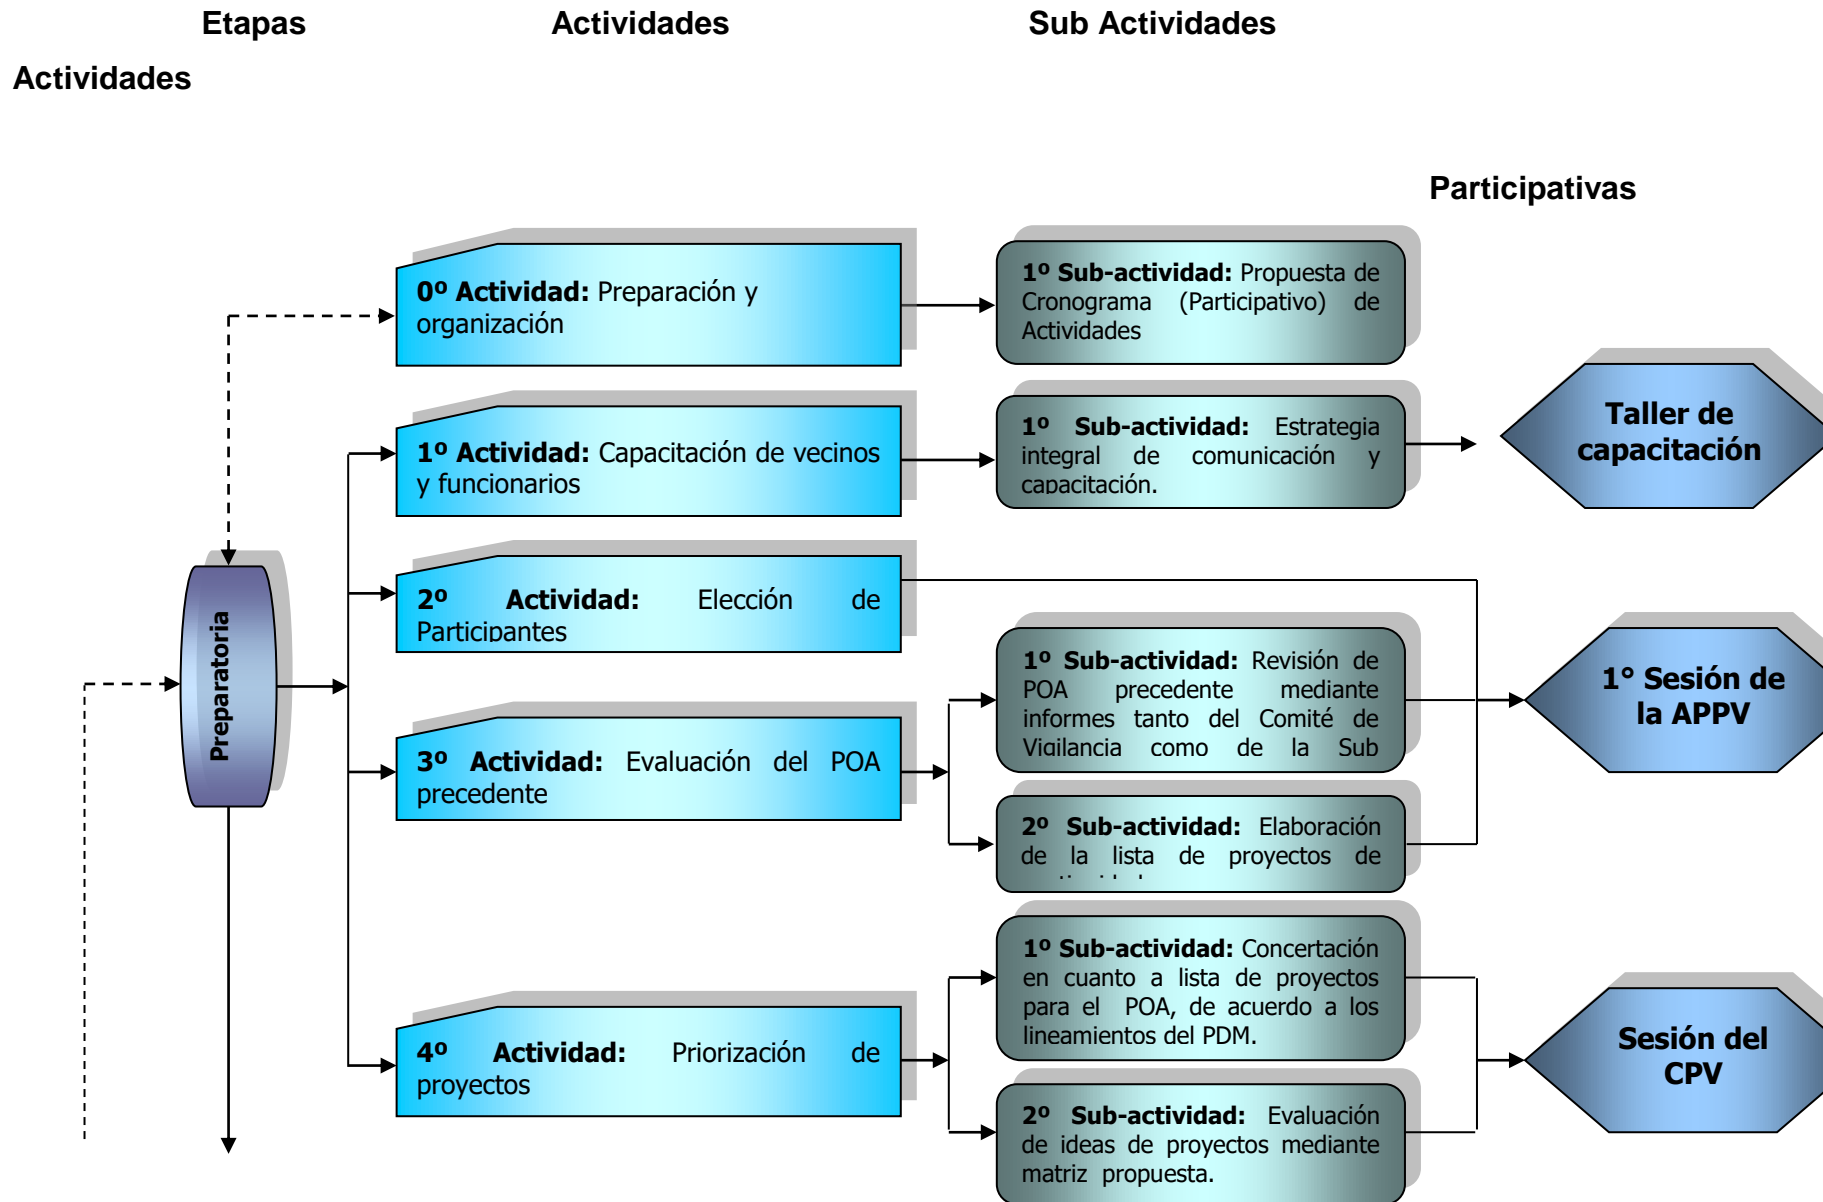 Etapas Actividades Sub Actividades
Actividades
Participativas
0º Actividad: Preparación y
organización
1º Sub-actividad: Propuesta de
Cronograma (Participativo) de
Actividades
1º Actividad: Capacitación de vecinos
y funcionarios
1º Sub-actividad: Estrategia
integral de comunicación y
capacitación.
Taller de
capacitación
Preparatoria
2º Actividad: Elección de
Participantes
3º Actividad: Evaluación del POA
precedente
1º Sub-actividad: Revisión de
POA precedente mediante
informes tanto del Comité de
Vigilancia como de la Sub
2º Sub-actividad: Elaboración
de la lista de proyectos de
1° Sesión de
la APPV
4º Actividad: Priorización de
proyectos
1º Sub-actividad: Concertación
en cuanto a lista de proyectos
para el POA, de acuerdo a los
lineamientos del PDM.
2º Sub-actividad: Evaluación
de ideas de proyectos mediante
matriz propuesta.
Sesión del
CPV